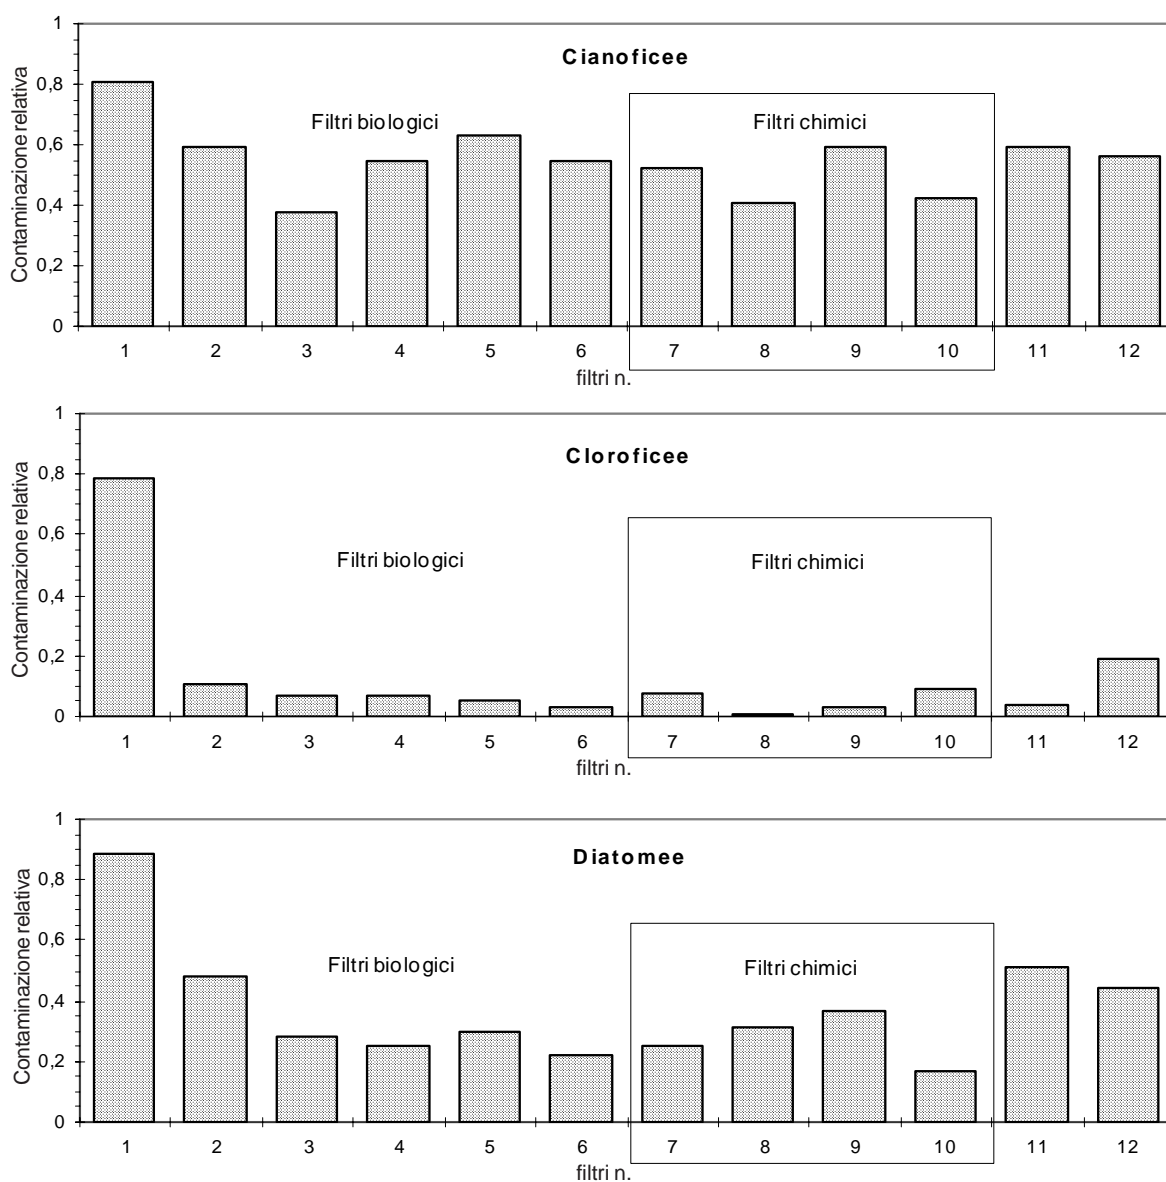 Cianoficee
Contaminazione relativa
1
0,8
0,6
0,4
0,2
0
Filtri biologici
Filtri chimici
1 2 3 4 5 6 7 8 9 10 11 12
filtri n.
Cloroficee
Contaminazione relativa
1
0,8
0,6
0,4
0,2
0
Filtri biologici
Filtri chimici
1 2 3 4 5 6 7 8 9 10 11 12
filtri n.
Diatomee
Contaminazione relativa
1
0,8
0,6
0,4
0,2
0
Filtri biologici
Filtri chimici
1 2 3 4 5 6 7 8 9 10 11 12
filtri n.